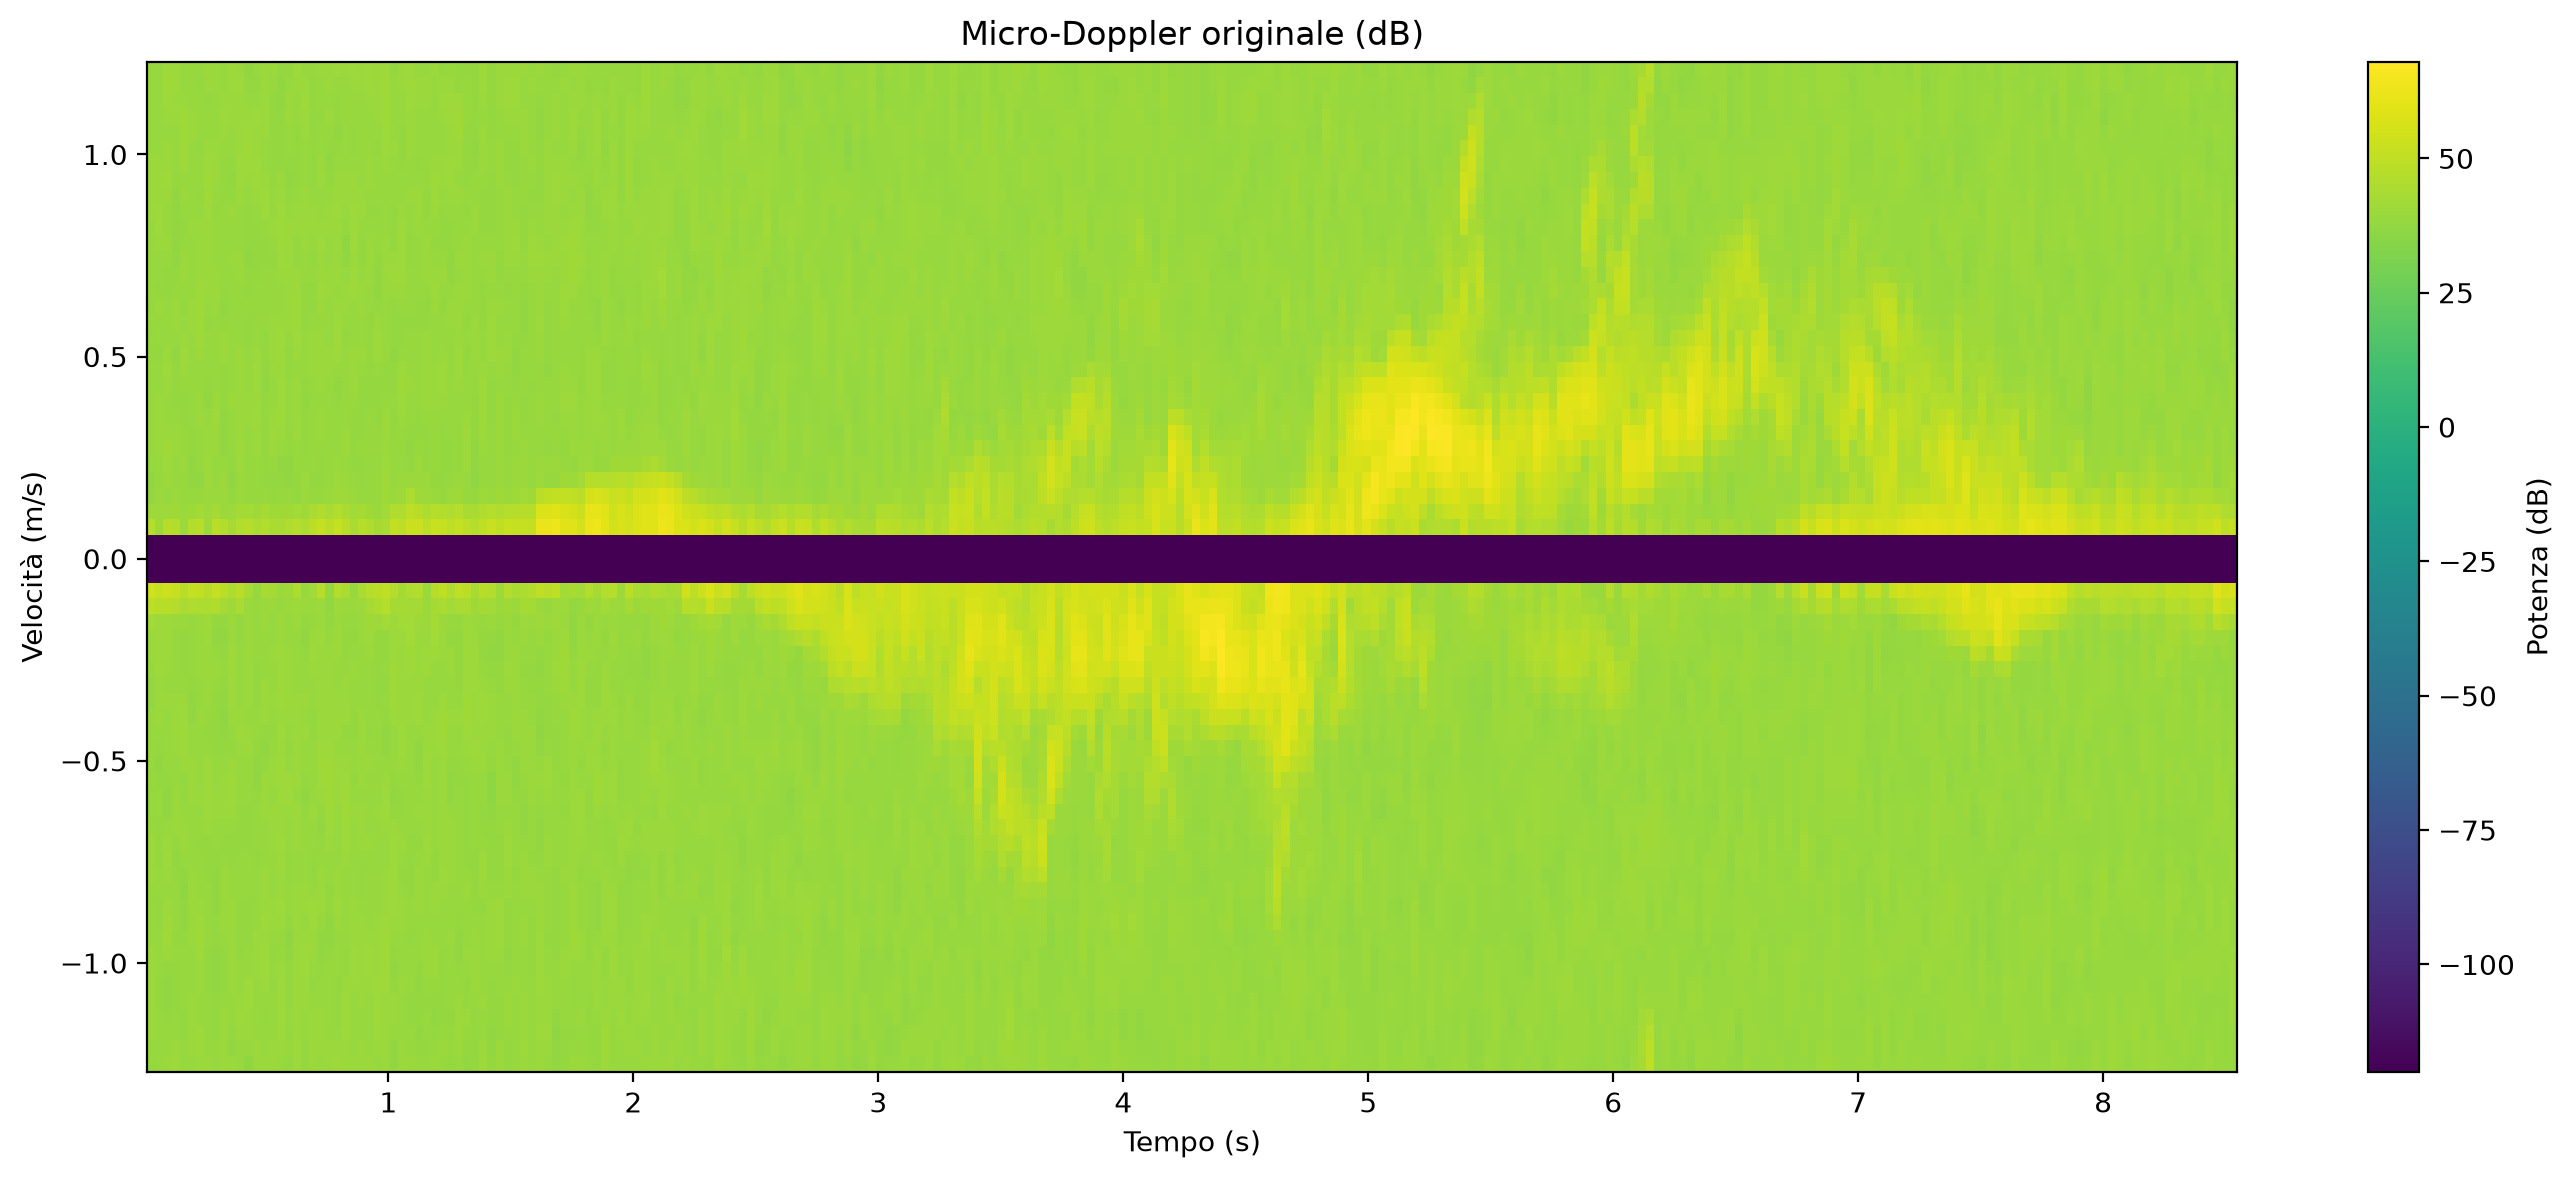 Micro-Doppler originale (dB)
Velocità (m/s)
1.0
0.5
0.0
−0.5
−1.0
1 2 3 4 5 6 7 8
Tempo (s)
50
25
0
−25
−50
−75
−100
Potenza (dB)